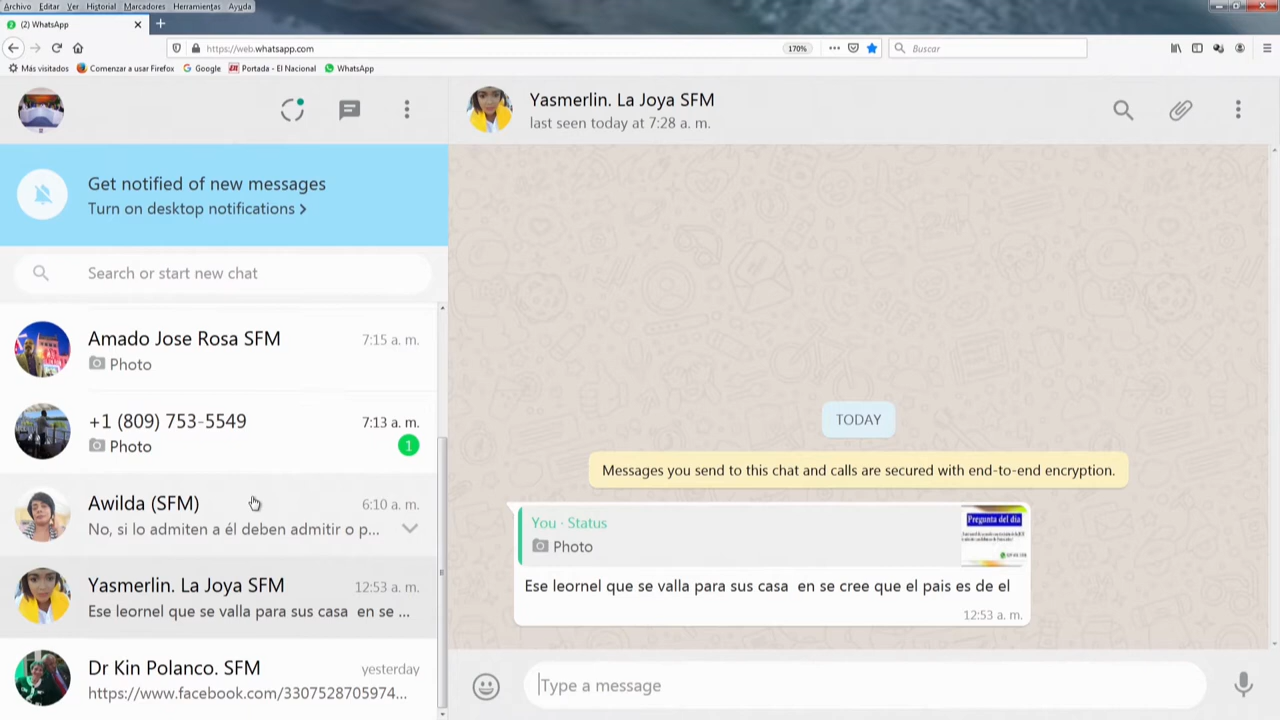 Archivo Editar Ver Historial Marcadores Herramientas Ayuda
(2) WhatsApp
https://web.whatsapp.com
170%
Buscar
Más visitados
Comenzar a usar Firefox
Google
Portada - El Nacional
WhatsApp
Get notified of new messages
Turn on desktop notifications >
Search or start new chat
Amado Jose Rosa SFM 7:15 a. m.
Photo
+1 (809) 753-5549 7:13 a. m.
Photo 1
Awilda (SFM) 6:10 a. m.
No, si lo admiten a él deben admitir o p...
Yasmerlin. La Joya SFM 12:53 a. m.
Ese leornel que se valla para sus casa en se ...
Dr Kin Polanco. SFM yesterday
https://www.facebook.com/3307528705974...
Yasmerlin. La Joya SFM
last seen today at 7:28 a. m.
TODAY
Messages you send to this chat and calls are secured with end-to-end encryption.
You · Status
Photo
Pregunta del día
Ese leornel que se valla para sus casa en se cree que el pais es de el
12:53 a. m.
Type a message